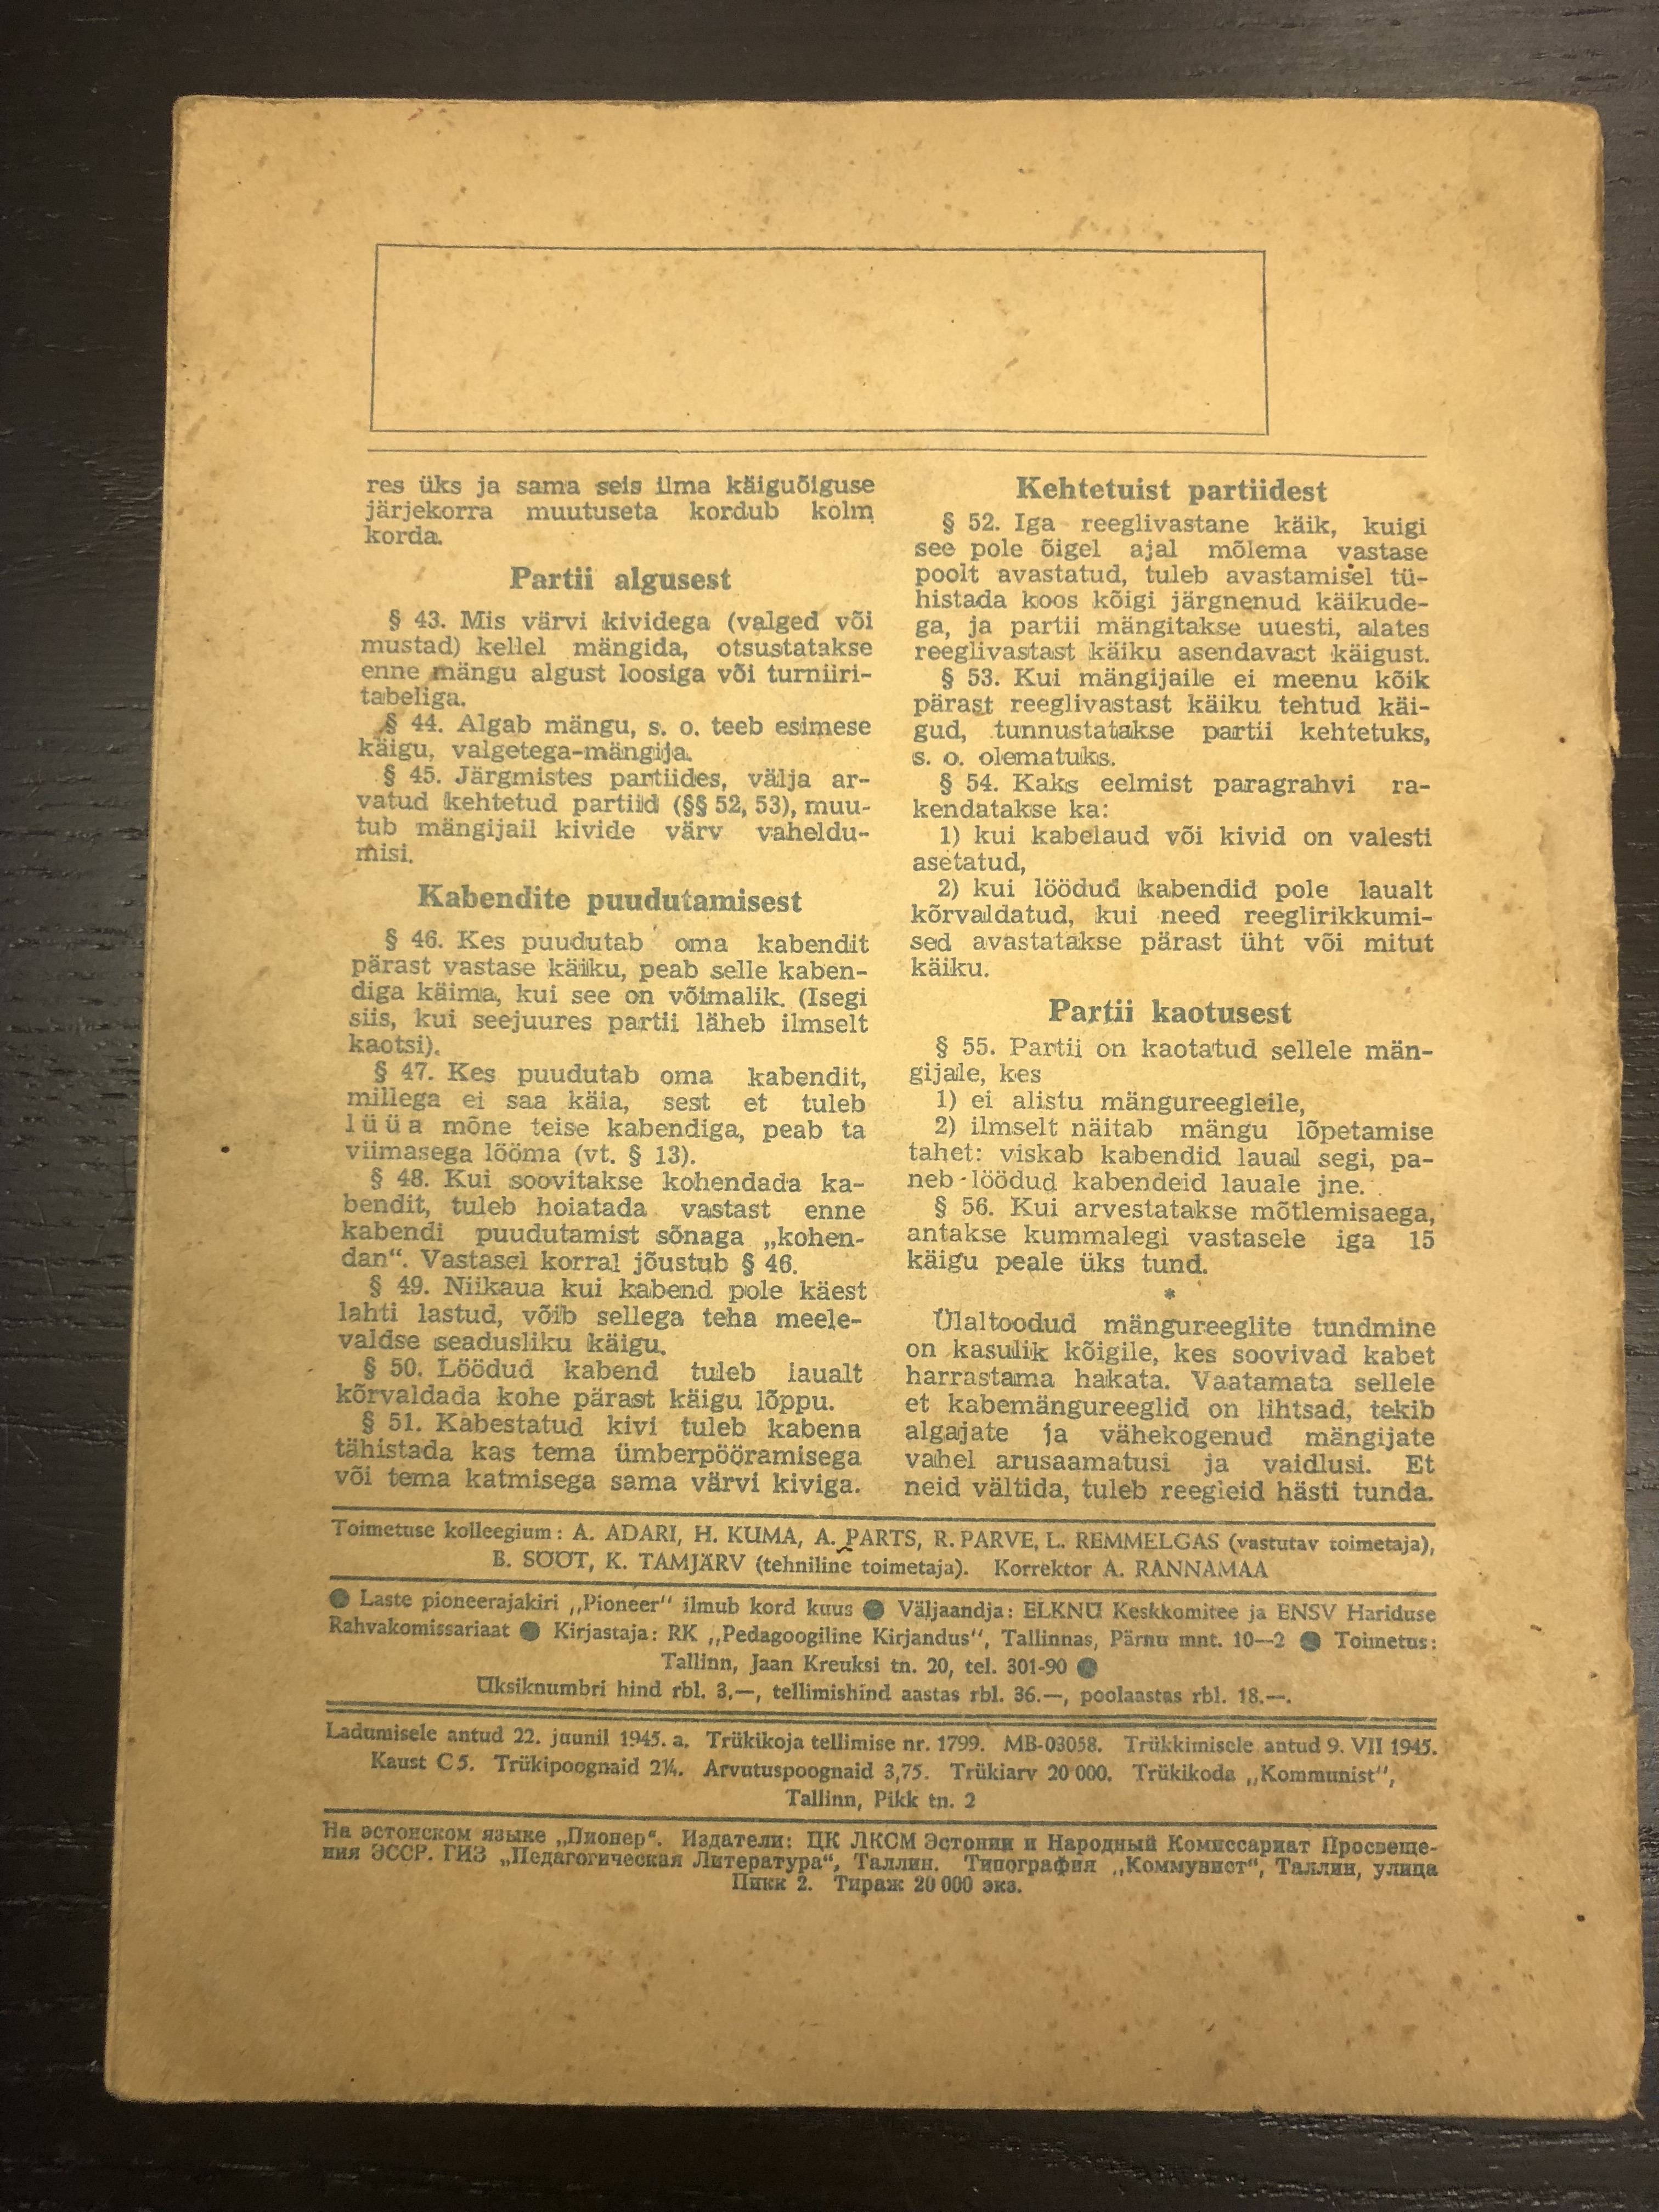 res üks ja sama seis ilma käiguõiguse
järjekorra muutuseta kordub kolm
korda.
Partii algusest
§ 43. Mis värvi kividega (valged või
mustad) kellel mängida, otsustatakse
enne mängu algust loosiga või turniiri-
tabeliga.
§ 44. Algab mängu, s. o. teeb esimese
käigu, valgetega-mängija.
§ 45. Järgmistes partiides, välja ar-
vatud kehtetud partiid (§§ 52, 53), muu-
tub mängijail kivide värv vaheldu-
misi.
Kabendite puudutamisest
§ 46. Kes puudutab oma kabendit
pärast vastase käiku, peab selle kaben-
diga käima, kui see on võimalik. (Isegi
siis, kui seejuures partii läheb ilmselt
kaotsi).
§ 47. Kes puudutab oma kabendit,
millega ei saa käia, sest et tuleb
lüüa mõne teise kabendiga, peab ta
viimasega lööma (vt. § 13).
§ 48. Kui soovitakse kohendada ka-
bendit, tuleb hoiatada vastast enne
kabendi puudutamist sõnaga „kohen-
dan“. Vastasel korral jõustub § 46.
§ 49. Niikaua kui kabend pole käest
lahti lastud, võib sellega teha meele-
valdse seadusliku käigu.
§ 50. Löödud kabend tuleb laualt
kõrvaldada kohe pärast käigu lõppu.
§ 51. Kabestatud kivi tuleb kabena
tähistada kas tema ümberpööramisega
või tema katmisega sama värvi kiviga.
Kehtetuist partiidest
§ 52. Iga reeglivastane käik, kuigi
see pole õigel ajal mõlema vastase
poolt avastatud, tuleb avastamisel tü-
histada koos kõigi järgnenud käikude-
ga, ja partii mängitakse uuesti, alates
reeglivastast käiku asendavast käigust.
§ 53. Kui mängijaile ei meenu kõik
pärast reeglivastast käiku tehtud käi-
gud, tunnustatakse partii kehtetuks,
s. o. olematuks.
§ 54. Kaks eelmist paragrahvi ra-
kendatakse ka:
1) kui kabelaud või kivid on valesti
asetatud,
2) kui löödud kabendid pole laualt
kõrvaldatud, kui need reeglirikkumi-
sed avastatakse pärast üht või mitut
käiku.
Partii kaotusest
§ 55. Partii on kaotatud sellele män-
gijale, kes
1) ei alistu mängureegleile,
2) ilmselt näitab mängu lõpetamise
tahet: viskab kabendid laual segi, pa-
neb löödud kabendeid lauale jne.
§ 56. Kui arvestatakse mõtlemisaega,
antakse kummalegi vastasele iga 15
käigu peale üks tund.
*
Ülaltoodud mängureeglite tundmine
on kasulik kõigile, kes soovivad kabet
harrastama hakata. Vaatamata sellele
et kabemängureeglid on lihtsad, tekib
algajate ja vähekogenud mängijate
vahel arusaamatusi ja vaidlusi. Et
neid vältida, tuleb reegleid hästi tunda.
Toimetuse kolleegium: A. ADARI, H. KUMA, A. PARTS, R. PARVE, L. REMMELGAS (vastutav toimetaja),
B. SÖÖT, K. TAMJÄRV (tehniline toimetaja). Korrektor A. RANNAMAA
● Laste pioneerajakiri „Pioneer“ ilmub kord kuus ● Väljaandja: ELKNÜ Keskkomitee ja ENSV Hariduse
Rahvakomissariaat ● Kirjastaja: RK „Pedagoogiline Kirjandus“, Tallinnas, Pärnu mnt. 10—2 ● Toimetus:
Tallinn, Jaan Kreuksi tn. 20, tel. 301-90 ●
Üksiknumbri hind rbl. 3.—, tellimishind aastas rbl. 36.—, poolaastas rbl. 18.—.
Ladumisele antud 22. juunil 1945. a. Trükikoja tellimise nr. 1799. MB-03058. Trükkimisele antud 9. VII 1945.
Kaust C 5. Trükipoognaid 2¼. Arvutuspoognaid 3,75. Trükiarv 20 000. Trükikoda „Kommunist“,
Tallinn, Pikk tn. 2
На эстонском языке „Пионер“. Издатели: ЦК ЛКСМ Эстонии и Народный Комиссариат Просвеще-
ния ЭССР. ГИЗ „Педагогическая Литература“, Таллин. Типография „Коммунист“, Таллин, улица
Пикк 2. Тираж 20 000 экз.